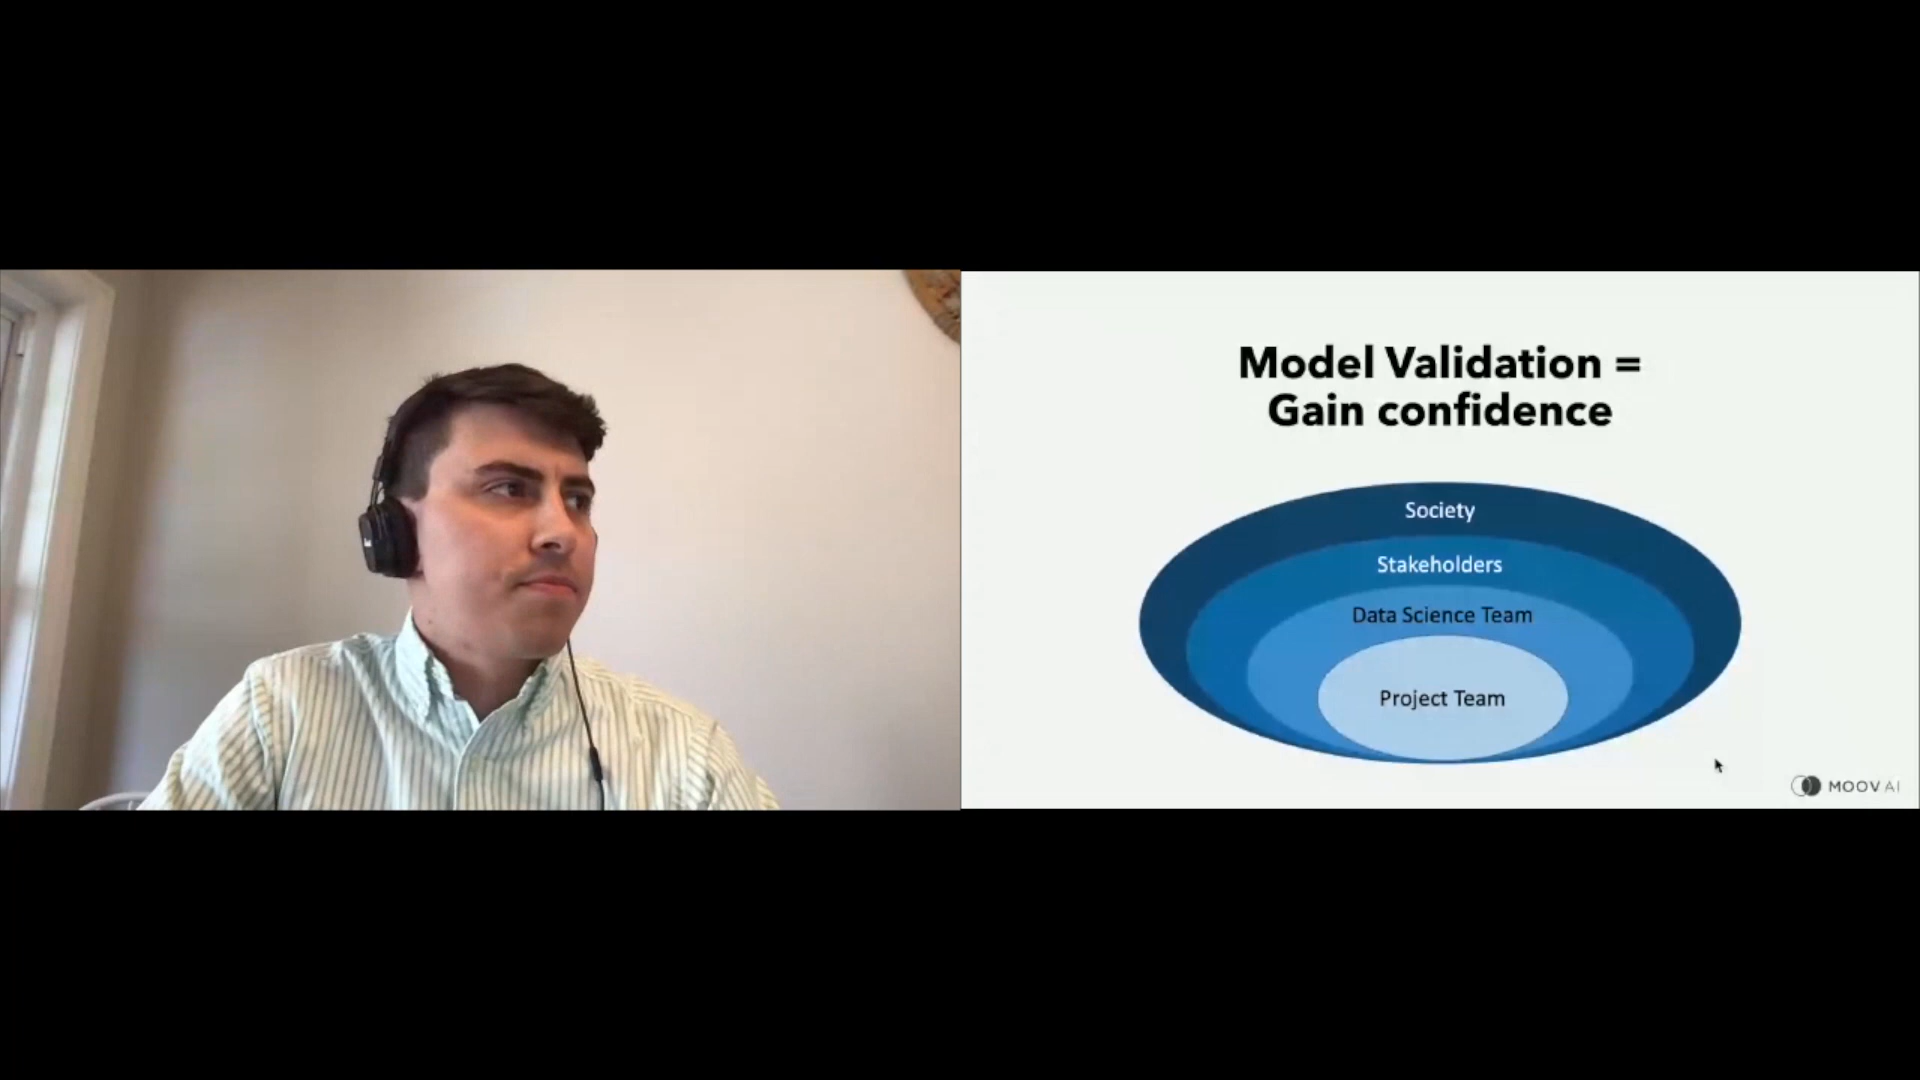 Model Validation =
Gain confidence
Society
Stakeholders
Data Science Team
Project Team
MOOV AI